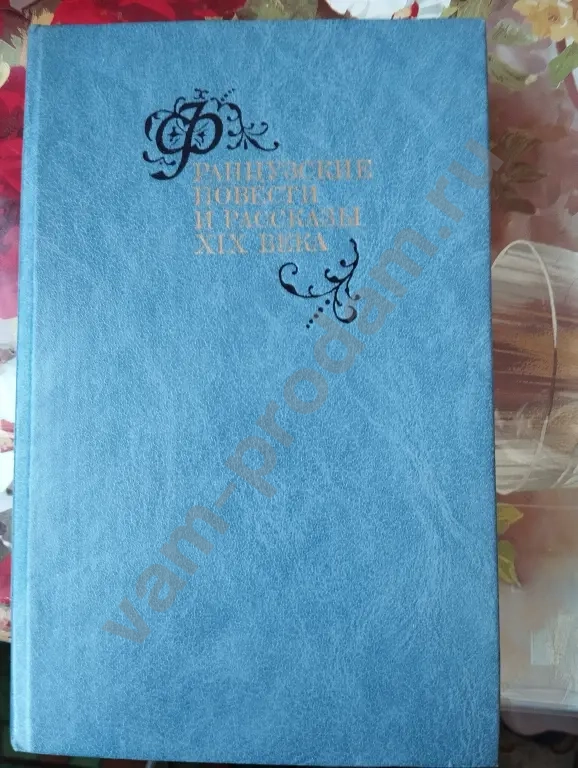 ФРАНЦУЗСКИЕ
ПОВЕСТИ
И РАССКАЗЫ
XIX ВЕКА
vam-prodam.ru